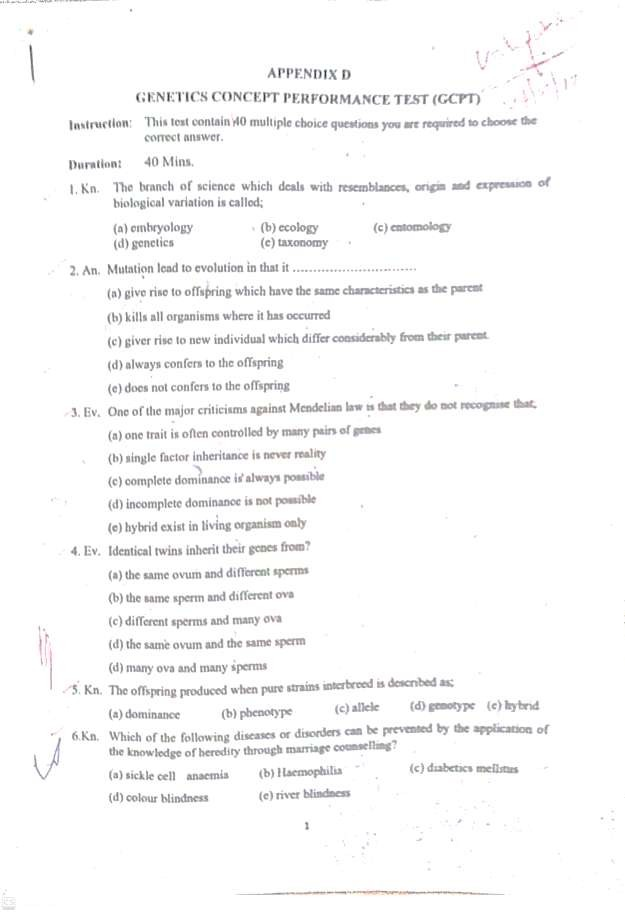 APPENDIX D
GENETICS CONCEPT PERFORMANCE TEST (GCPT)
Instruction: This test contain 40 multiple choice questions you are required to choose the
correct answer.
Duration: 40 Mins.
1. Kn. The branch of science which deals with resemblances, origin and expression of
biological variation is called;
(a) embryology (b) ecology (c) entomology
(d) genetics (e) taxonomy
2. An. Mutation lead to evolution in that it ...............................
(a) give rise to offspring which have the same characteristics as the parent
(b) kills all organisms where it has occurred
(c) giver rise to new individual which differ considerably from their parent.
(d) always confers to the offspring
(e) does not confers to the offspring
3. Ev. One of the major criticisms against Mendelian law is that they do not recognise that;
(a) one trait is often controlled by many pairs of genes
(b) single factor inheritance is never reality
(c) complete dominance is always possible
(d) incomplete dominance is not possible
(e) hybrid exist in living organism only
4. Ev. Identical twins inherit their genes from?
(a) the same ovum and different sperms
(b) the same sperm and different ova
(c) different sperms and many ova
(d) the same ovum and the same sperm
(d) many ova and many sperms
5. Kn. The offspring produced when pure strains interbreed is described as;
(a) dominance (b) phenotype (c) allele (d) genotype (e) hybrid
6.Kn. Which of the following diseases or disorders can be prevented by the application of
the knowledge of heredity through marriage counselling?
(a) sickle cell anaemia (b) Haemophilia (c) diabetics mellitus
(d) colour blindness (e) river blindness
1